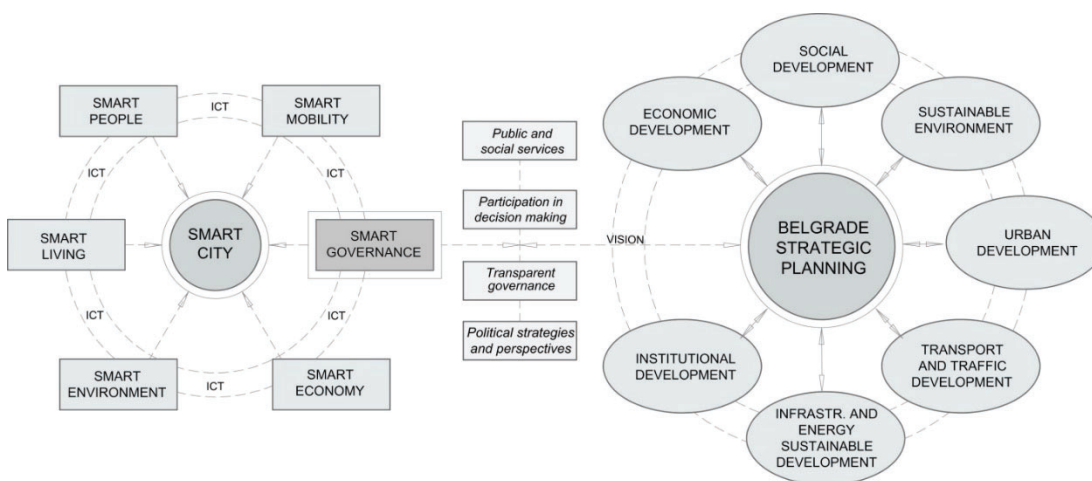 SMART
PEOPLE
ICT
SMART
MOBILITY
ICT
ICT
SMART
LIVING
SMART
CITY
SMART
GOVERNANCE
ICT
ICT
SMART
ENVIRONMENT
ICT
SMART
ECONOMY
Public and
social services
Participation in
decision making
Transparent
governance
Political strategies
and perspectives
VISION
SOCIAL
DEVELOPMENT
ECONOMIC
DEVELOPMENT
SUSTAINABLE
ENVIRONMENT
BELGRADE
STRATEGIC
PLANNING
URBAN
DEVELOPMENT
INSTITUTIONAL
DEVELOPMENT
TRANSPORT
AND TRAFFIC
DEVELOPMENT
INFRASTR. AND
ENERGY
SUSTAINABLE
DEVELOPMENT